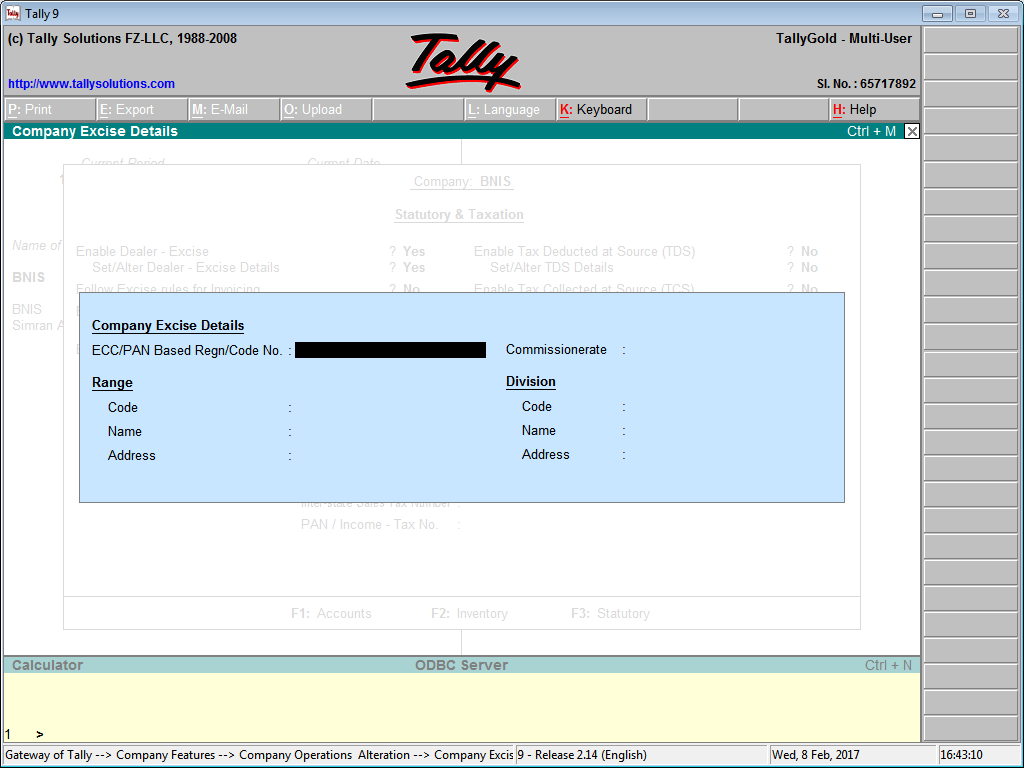 Tally 9
(c) Tally Solutions FZ-LLC, 1988-2008
TallyGold - Multi-User
Tally
http://www.tallysolutions.com
Sl. No. : 65717892
P: Print E: Export M: E-Mail O: Upload L: Language K: Keyboard H: Help
Company Excise Details Ctrl + M
Current Period Current Date
Company: BNIS
Statutory & Taxation
Name of
Enable Dealer - Excise ? Yes Enable Tax Deducted at Source (TDS) ? No
Set/Alter Dealer - Excise Details ? Yes Set/Alter TDS Details ? No
BNIS
Follow Excise rules for Invoicing ? No Enable Tax Collected at Source (TCS) ? No
BNIS
Simran A
Company Excise Details
ECC/PAN Based Regn/Code No. : Commissionerate :
Range Division
Code : Code :
Name : Name :
Address : Address :
Inter-state Sales Tax Number :
PAN / Income - Tax No. :
F1: Accounts F2: Inventory F3: Statutory
Calculator ODBC Server Ctrl + N
1 >
Gateway of Tally --> Company Features --> Company Operations Alteration --> Company Excis 9 - Release 2.14 (English) Wed, 8 Feb, 2017 16:43:10